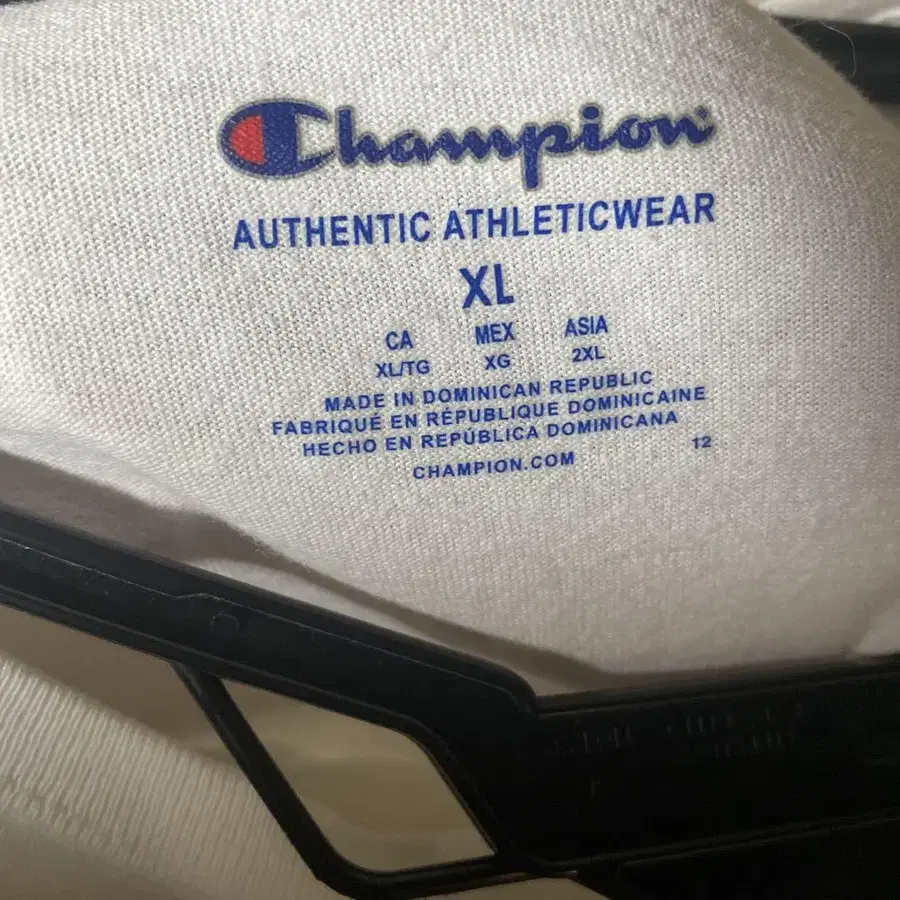 Champion
AUTHENTIC ATHLETICWEAR
XL
CA MEX ASIA
XL/TG XG 2XL
MADE IN DOMINICAN REPUBLIC
FABRIQUÉ EN RÉPUBLIQUE DOMINICAINE
HECHO EN REPÚBLICA DOMINICANA
12
CHAMPION.COM